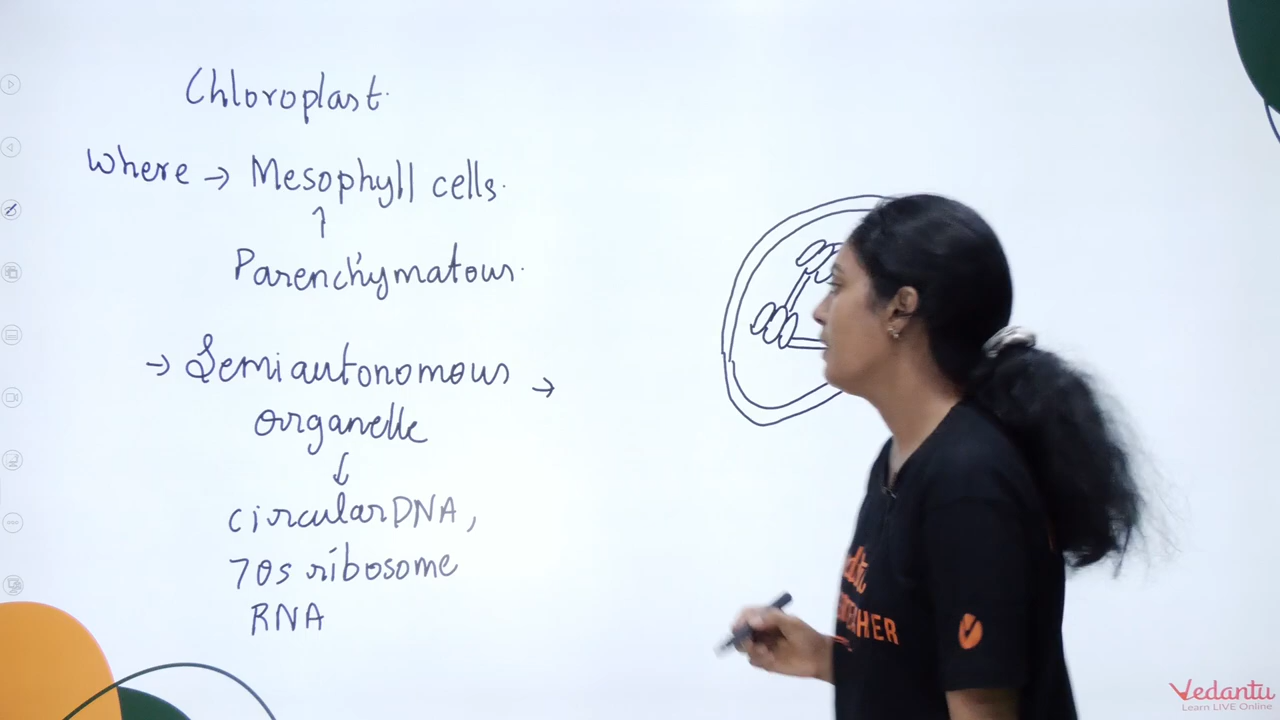 Chloroplast.
where → Mesophyll cells.
↑
Parenchymatous.
→ Semiautonomous →
organelle
↓
circular DNA,
70s ribosome
RNA
Vedantu
Learn LIVE Online